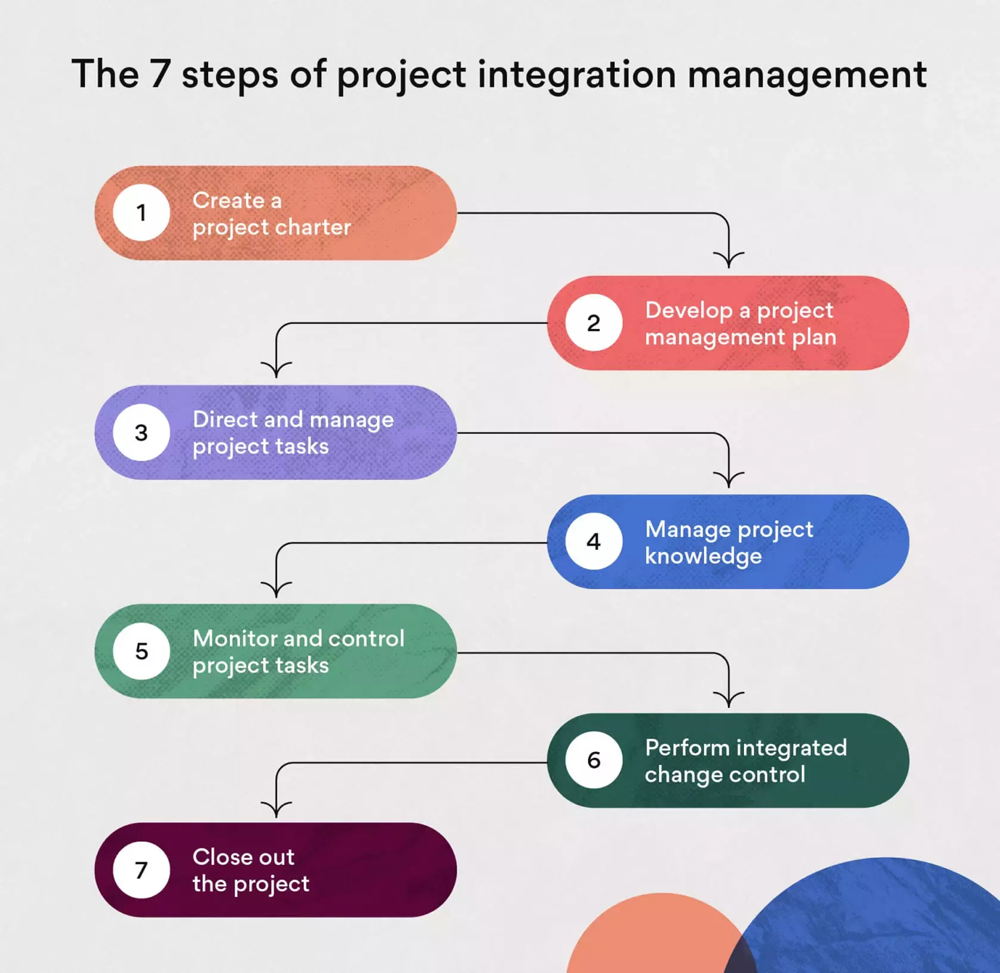 The 7 steps of project integration management
1
Create a
project charter
2
Develop a project
management plan
3
Direct and manage
project tasks
4
Manage project
knowledge
5
Monitor and control
project tasks
6
Perform integrated
change control
7
Close out
the project